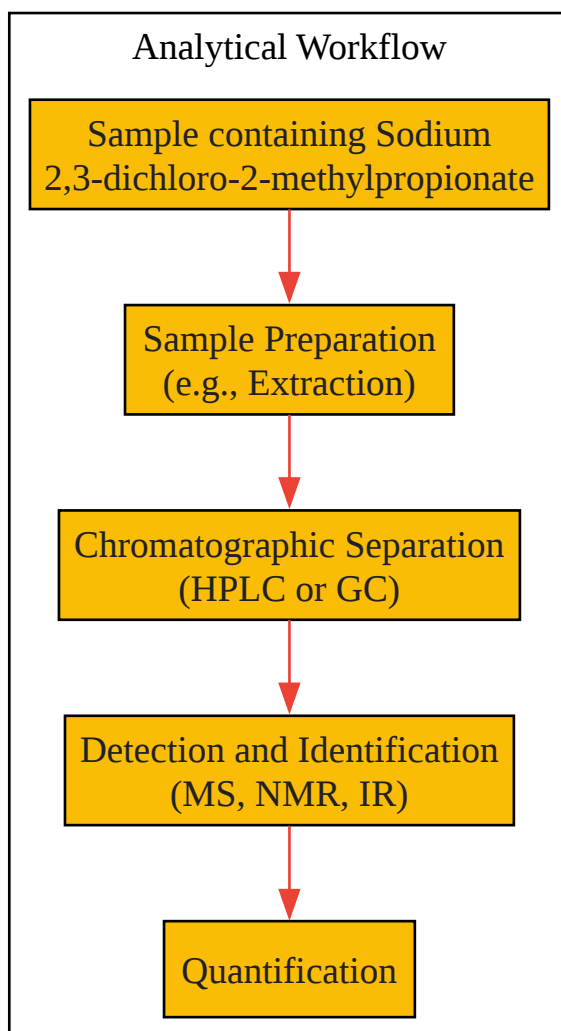 Analytical Workflow
Sample containing Sodium
2,3-dichloro-2-methylpropionate
Sample Preparation
(e.g., Extraction)
Chromatographic Separation
(HPLC or GC)
Detection and Identification
(MS, NMR, IR)
Quantification